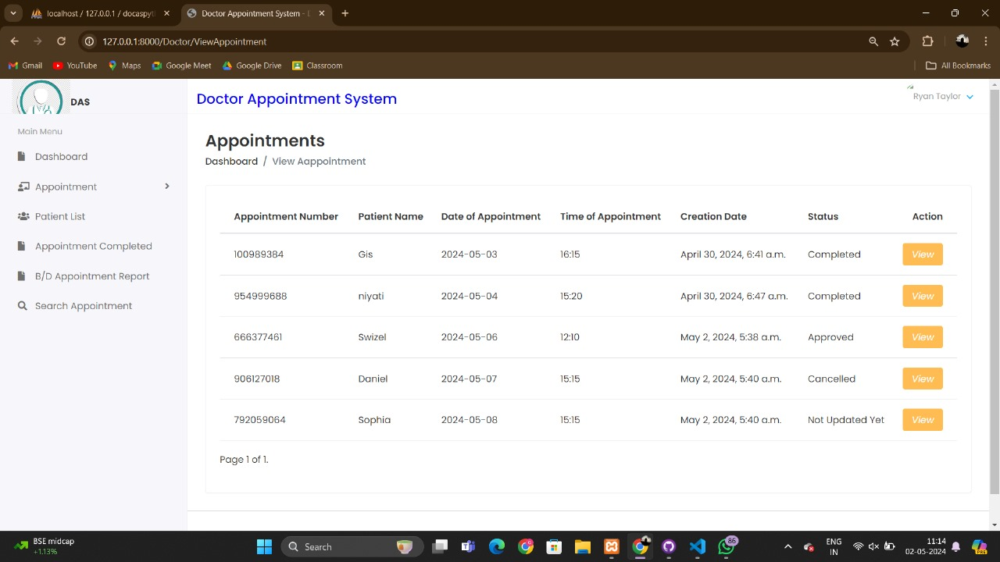 localhost / 127.0.0.1 / docaspyt
Doctor Appointment System - D
127.0.0.1:8000/Doctor/ViewAppointment
Gmail YouTube Maps Google Meet Google Drive Classroom All Bookmarks
DAS
Doctor Appointment System
Ryan Taylor
Main Menu
Dashboard
Appointment
Patient List
Appointment Completed
B/D Appointment Report
Search Appointment
Appointments
Dashboard / View Aappointment
Appointment Number Patient Name Date of Appointment Time of Appointment Creation Date Status Action
100989384 Gis 2024-05-03 16:15 April 30, 2024, 6:41 a.m. Completed View
954999688 niyati 2024-05-04 15:20 April 30, 2024, 6:47 a.m. Completed View
666377461 Swizel 2024-05-06 12:10 May 2, 2024, 5:38 a.m. Approved View
906127018 Daniel 2024-05-07 15:15 May 2, 2024, 5:40 a.m. Cancelled View
792059064 Sophia 2024-05-08 15:15 May 2, 2024, 5:40 a.m. Not Updated Yet View
Page 1 of 1.
BSE midcap
+1.13%
Search
86
ENG
IN
11:14
02-05-2024
PRE